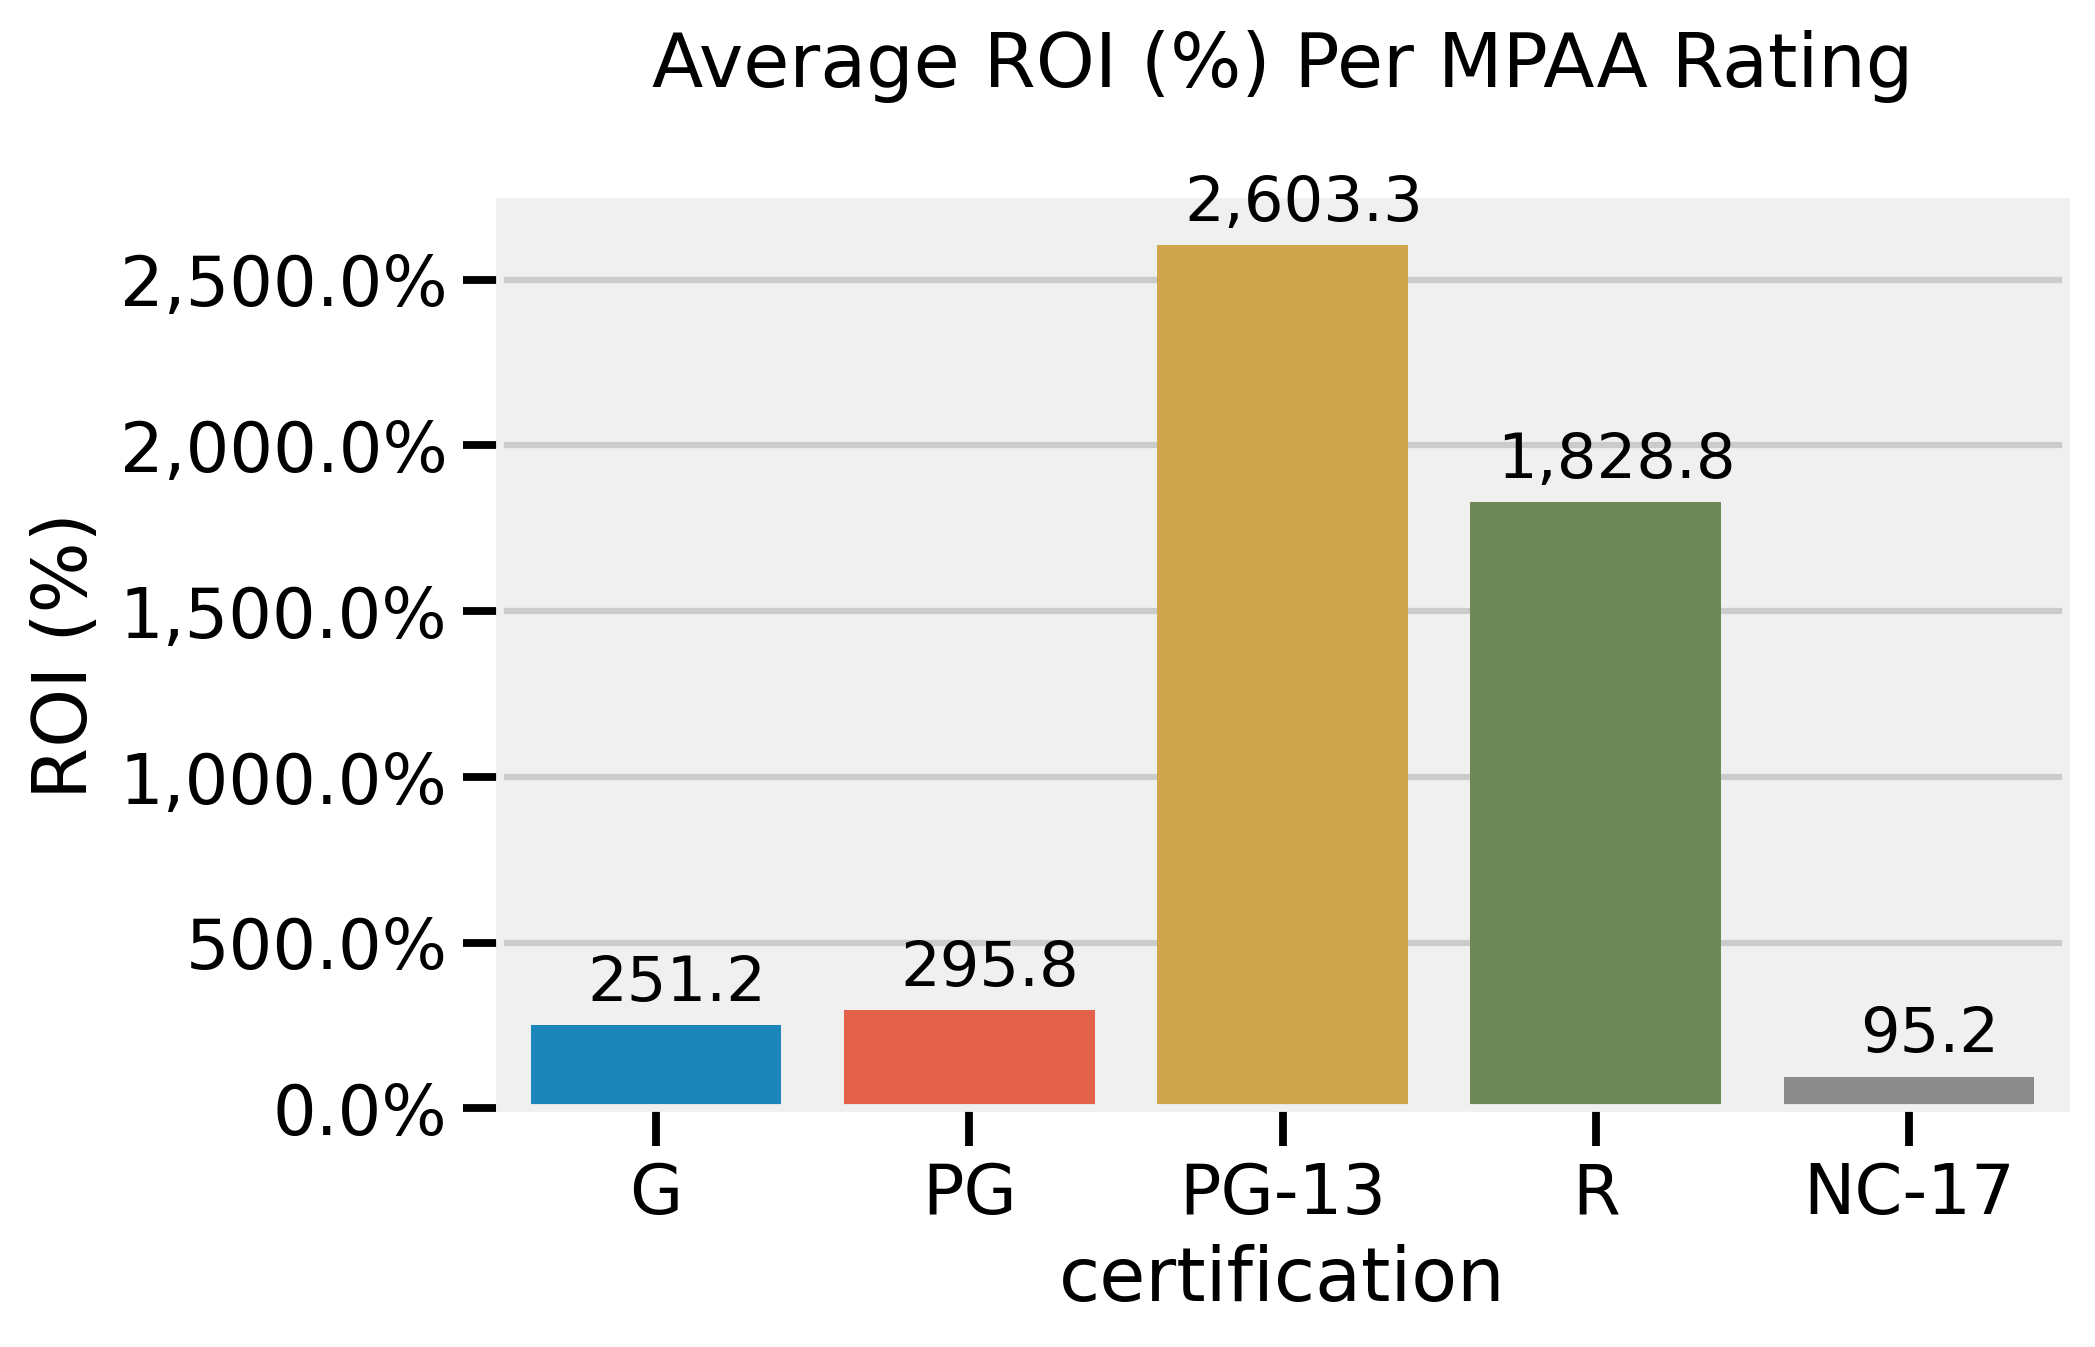 Average ROI (%) Per MPAA Rating
2,603.3
2,500.0%
2,000.0%
1,828.8
1,500.0%
ROI (%)
1,000.0%
500.0%
251.2
295.8
95.2
0.0%
G PG PG-13 R NC-17
certification